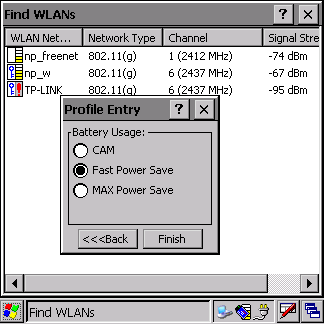 Find WLANs ? ×
WLAN Net... Network Type Channel Signal Stre
np_freenet 802.11(g) 1 (2412 MHz) -74 dBm
np_w 802.11(g) 6 (2437 MHz) -67 dBm
TP-LINK 802.11(g) 6 (2437 MHz) -95 dBm
Profile Entry ? ×
Battery Usage:
CAM
Fast Power Save
MAX Power Save
<<<Back Finish
Find WLANs